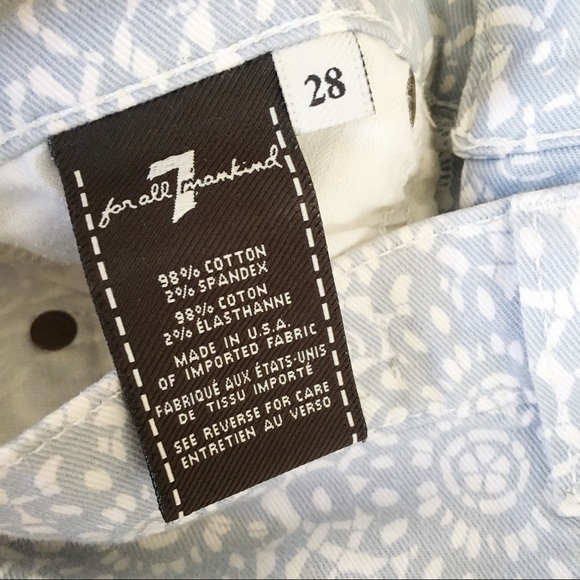 28
for all 7 mankind
98% COTTON
2% SPANDEX
98% COTON
2% ÉLASTHANNE
MADE IN U.S.A.
OF IMPORTED FABRIC
FABRIQUÉ AUX ÉTATS-UNIS
DE TISSU IMPORTÉ
SEE REVERSE FOR CARE
ENTRETIEN AU VERSO